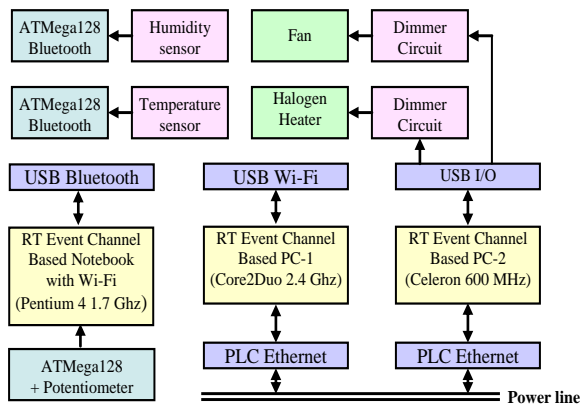 ATMega128
Bluetooth
Humidity
sensor
Fan
Dimmer
Circuit
ATMega128
Bluetooth
Temperature
sensor
Halogen
Heater
Dimmer
Circuit
USB Bluetooth
USB Wi-Fi
USB I/O
RT Event Channel
Based Notebook
with Wi-Fi
(Pentium 4 1.7 Ghz)
RT Event Channel
Based PC-1
(Core2Duo 2.4 Ghz)
RT Event Channel
Based PC-2
(Celeron 600 MHz)
ATMega128
+ Potentiometer
PLC Ethernet
PLC Ethernet
Power line